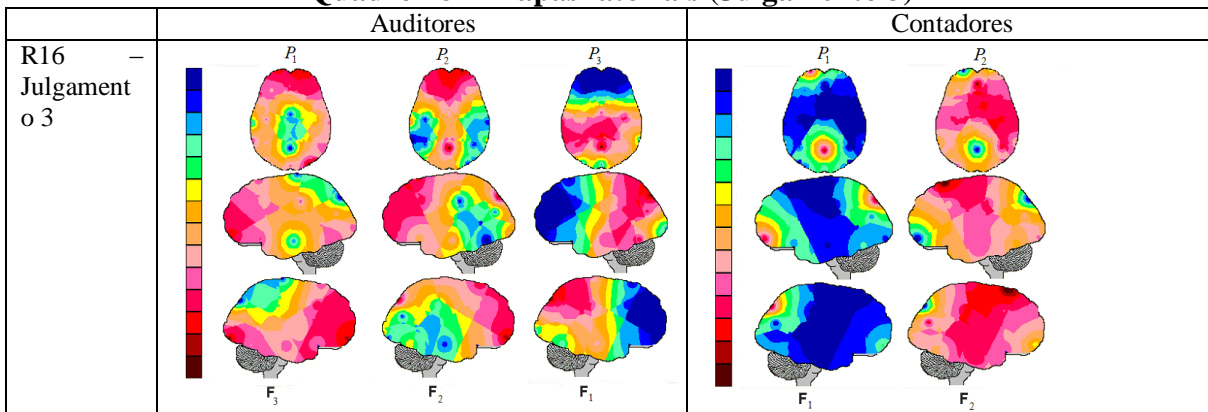 Auditores Contadores
R16 –
Julgament
o 3
P1 P2 P3 P1 P2
F3 F2 F1 F1 F2